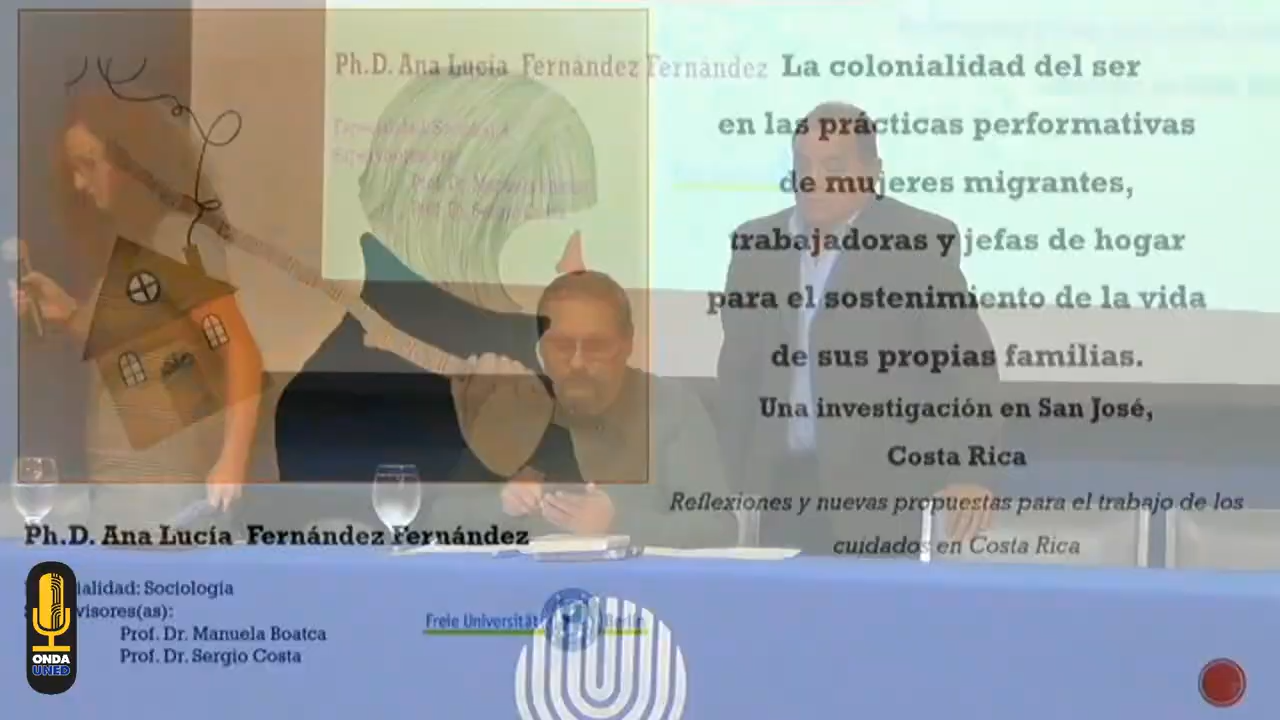 Ph.D. Ana Lucía Fernández Fernández
La colonialidad del ser
en las prácticas performativas
de mujeres migrantes,
trabajadoras y jefas de hogar
para el sostenimiento de la vida
de sus propias familias.
Una investigación en San José,
Costa Rica
Reflexiones y nuevas propuestas para el trabajo de los
cuidados en Costa Rica
Ph.D. Ana Lucía Fernández Fernández
Sociología
Prof. Dr. Manuela Boatca
Prof. Dr. Sergio Costa
Freie Universität Berlin
ONDA
UNED